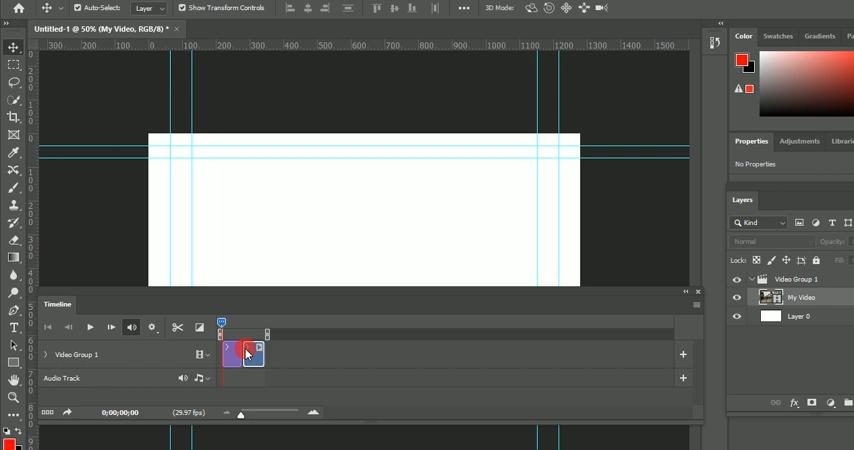 Auto-Select: Layer Show Transform Controls 3D Mode:
Untitled-1 @ 50% (My Video, RGB/8) * ×
300 200 100 0 100 200 300 400 500 600 700 800 900 1000 1100 1200 1300 1400 1500
Color Swatches Gradients Pa
Properties Adjustments Librari
No Properties
Layers
Kind
Normal Opacity:
Lock: Fill:
Video Group 1
My Video
Layer 0
fx
Timeline
Video Group 1
Audio Track
0;00;00;00 (29.97 fps)